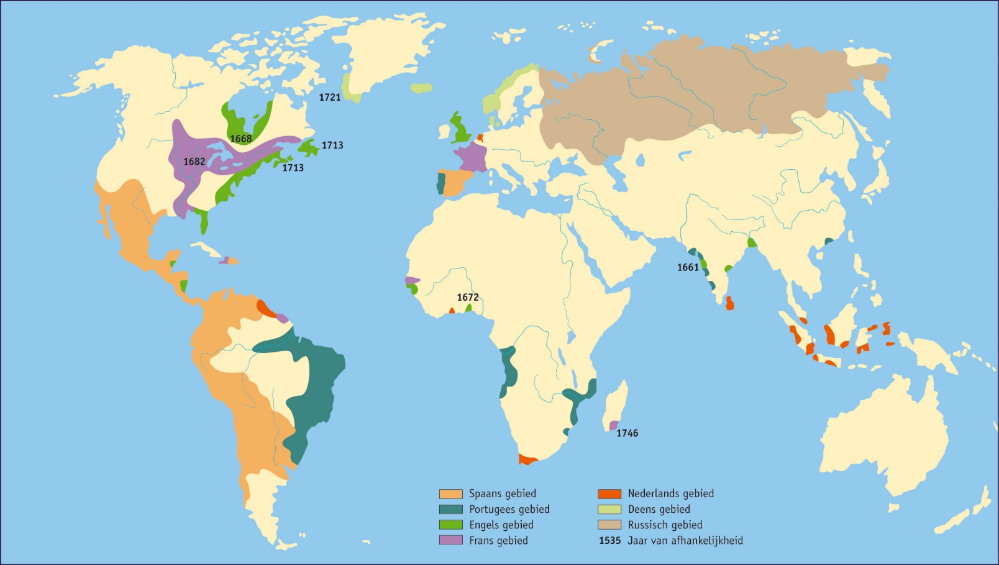 1721
1668
1713
1682
1713
1661
1672
1746
Spaans gebied
Portugees gebied
Engels gebied
Frans gebied
Nederlands gebied
Deens gebied
Russisch gebied
1535 Jaar van afhankelijkheid